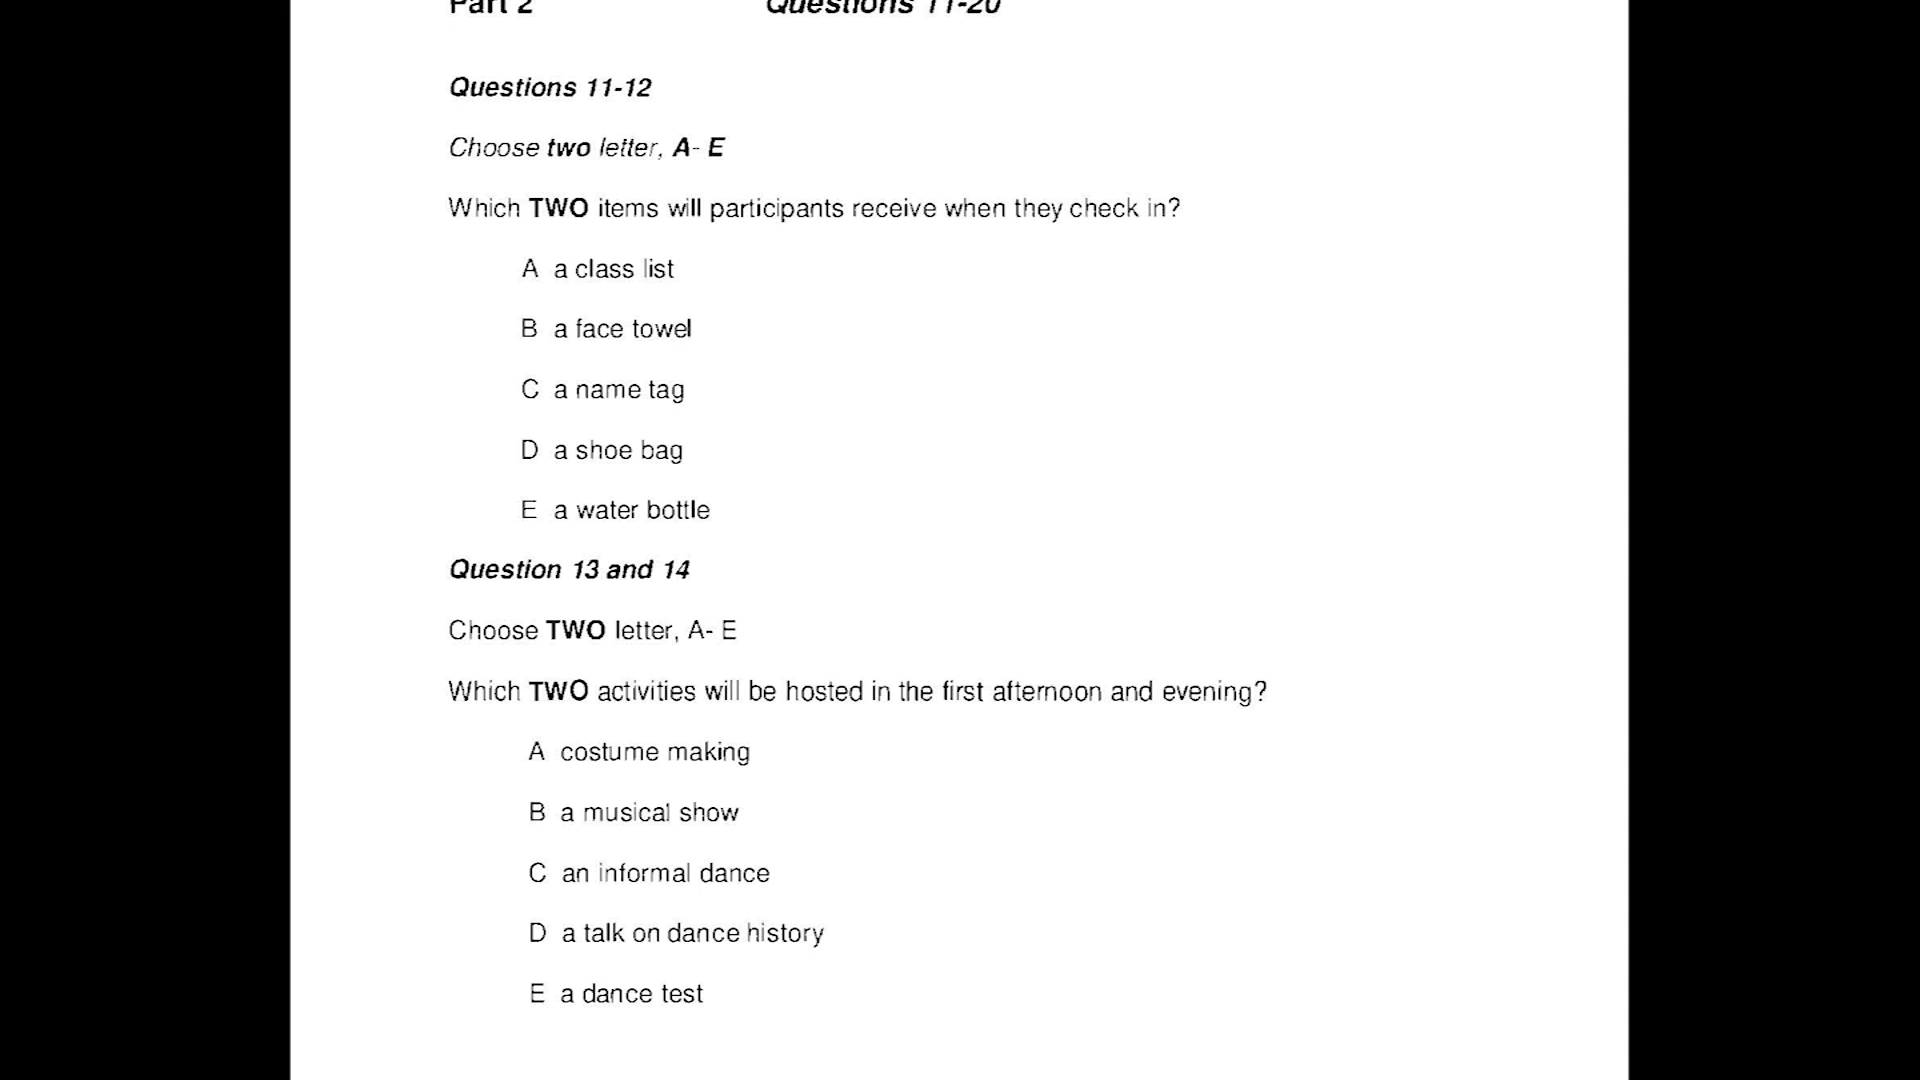 Part 2 Questions 11-20
Questions 11-12
Choose two letter, A- E
Which TWO items will participants receive when they check in?
A a class list
B a face towel
C a name tag
D a shoe bag
E a water bottle
Question 13 and 14
Choose TWO letter, A- E
Which TWO activities will be hosted in the first afternoon and evening?
A costume making
B a musical show
C an informal dance
D a talk on dance history
E a dance test